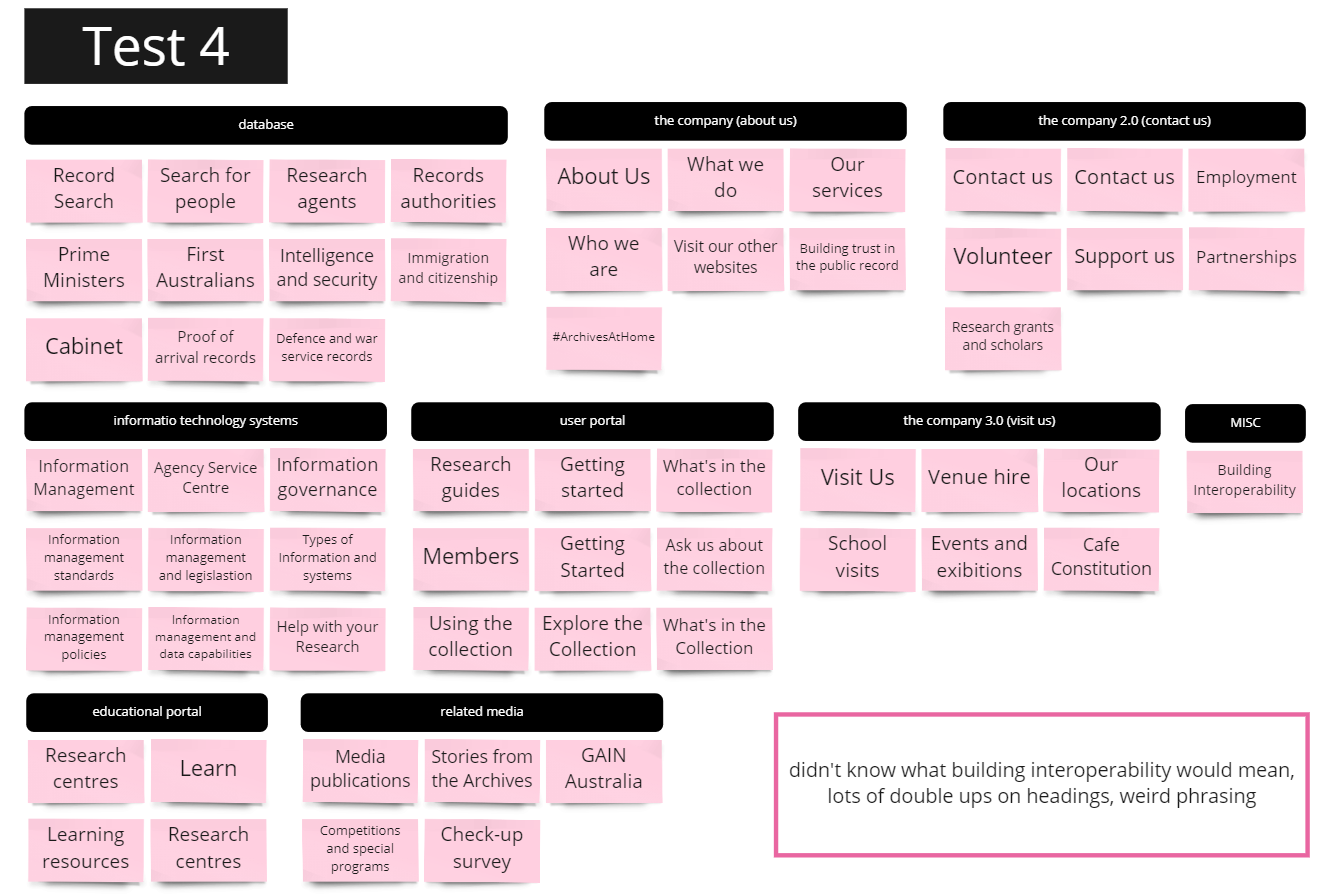 Test 4
database
Record
Search
Search for
people
Research
agents
Records
authorities
Prime
Ministers
First
Australians
Intelligence
and security
Immigration
and citizenship
Cabinet
Proof of
arrival records
Defence and war
service records
the company (about us)
About Us
What we
do
Our
services
Who we
are
Visit our other
websites
Building trust in
the public record
#ArchivesAtHome
the company 2.0 (contact us)
Contact us
Contact us
Employment
Volunteer
Support us
Partnerships
Research grants
and scholars
informatio technology systems
Information
Management
Agency Service
Centre
Information
governance
Information
management
standards
Information
management
and legislastion
Types of
Information and
systems
Information
management
policies
Information
management and
data capabilities
Help with your
Research
user portal
Research
guides
Getting
started
What's in the
collection
Members
Getting
Started
Ask us about
the collection
Using the
collection
Explore the
Collection
What's in the
Collection
the company 3.0 (visit us)
Visit Us
Venue hire
Our
locations
School
visits
Events and
exibitions
Cafe
Constitution
MISC
Building
Interoperability
educational portal
Research
centres
Learn
Learning
resources
Research
centres
related media
Media
publications
Stories from
the Archives
GAIN
Australia
Competitions
and special
programs
Check-up
survey
didn't know what building interoperability would mean,
lots of double ups on headings, weird phrasing